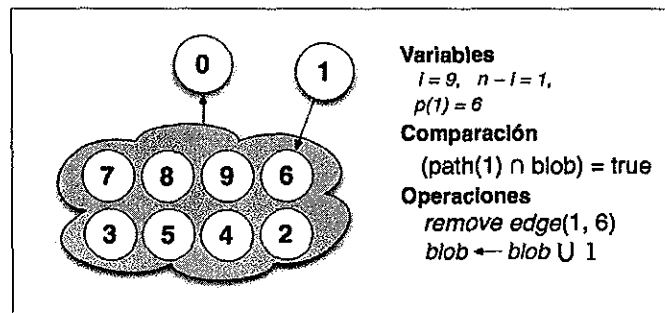 0
1
7 8 9 6
3 5 4 2
Variables
i = 9, n – i = 1,
p(1) = 6
Comparación
(path(1) ∩ blob) = true
Operaciones
remove edge(1, 6)
blob ← blob ∪ 1